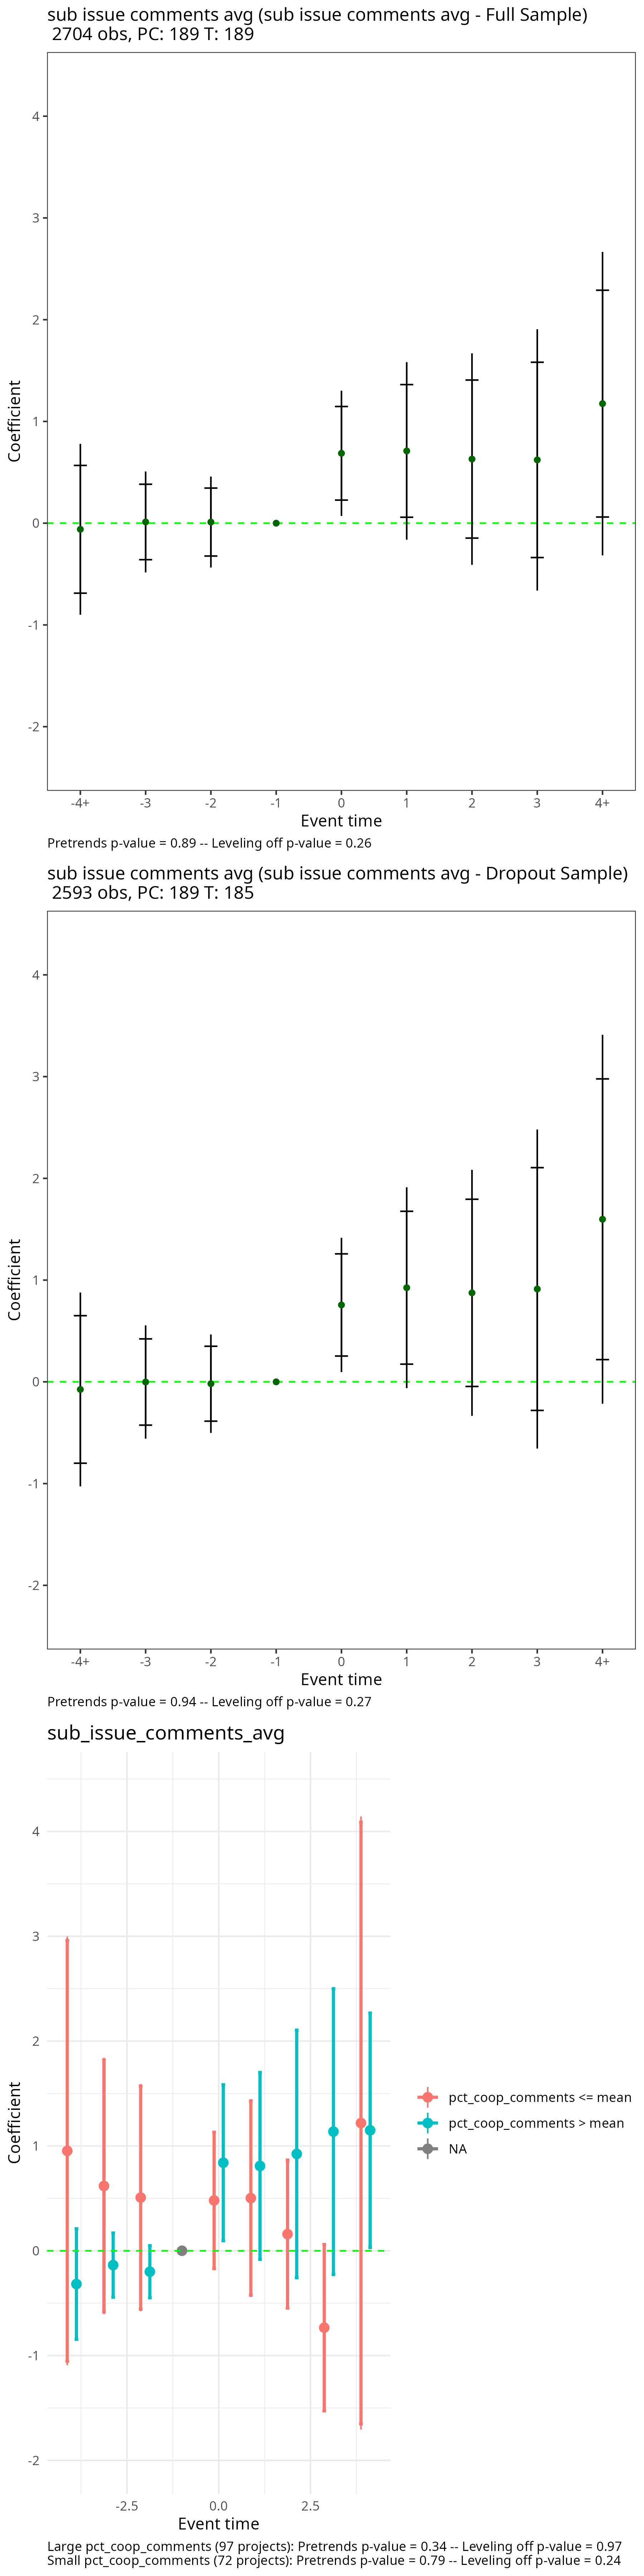 sub issue comments avg (sub issue comments avg - Full Sample)
2704 obs, PC: 189 T: 189
4
3
2
1
0
-1
-2
Coefficient
-4+ -3 -2 -1 0 1 2 3 4+
Event time
Pretrends p-value = 0.89 -- Leveling off p-value = 0.26
sub issue comments avg (sub issue comments avg - Dropout Sample)
2593 obs, PC: 189 T: 185
4
3
2
1
0
-1
-2
Coefficient
-4+ -3 -2 -1 0 1 2 3 4+
Event time
Pretrends p-value = 0.94 -- Leveling off p-value = 0.27
sub_issue_comments_avg
4
3
2
1
0
-1
-2
Coefficient
-2.5 0.0 2.5
Event time
pct_coop_comments <= mean
pct_coop_comments > mean
NA
Large pct_coop_comments (97 projects): Pretrends p-value = 0.34 -- Leveling off p-value = 0.97
Small pct_coop_comments (72 projects): Pretrends p-value = 0.79 -- Leveling off p-value = 0.24